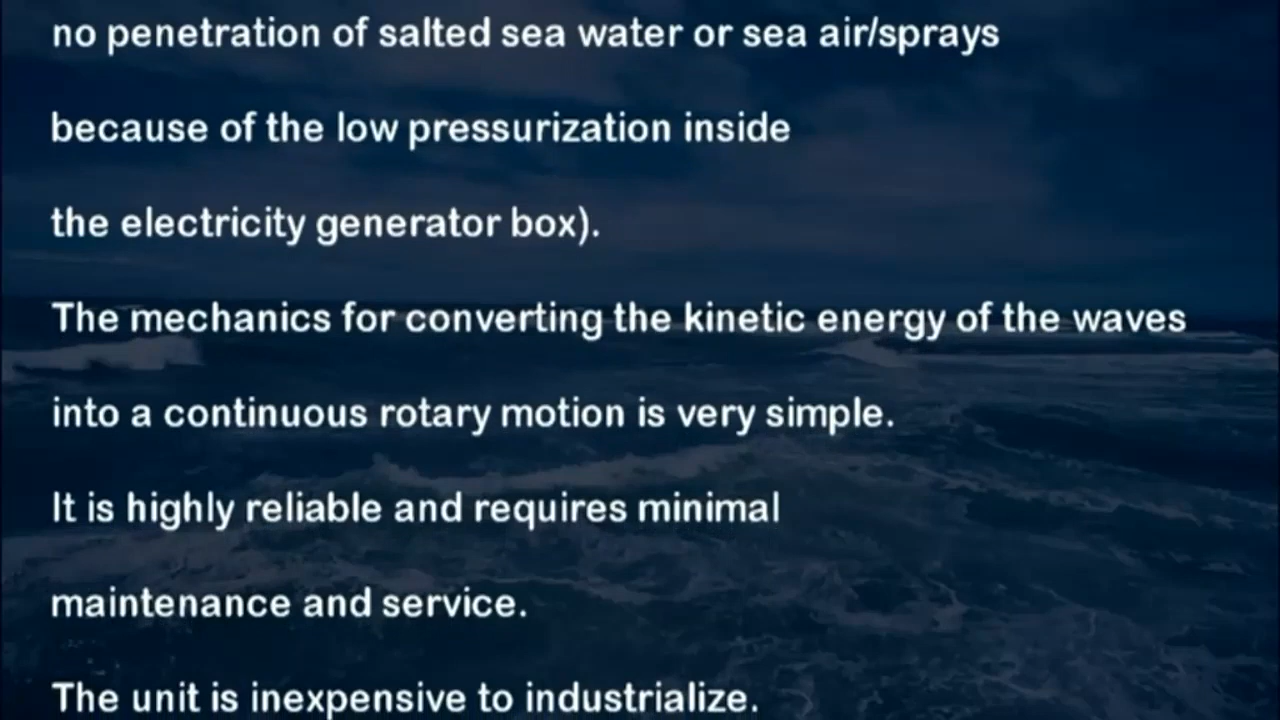 no penetration of salted sea water or sea air/sprays
because of the low pressurization inside
the electricity generator box).
The mechanics for converting the kinetic energy of the waves
into a continuous rotary motion is very simple.
It is highly reliable and requires minimal
maintenance and service.
The unit is inexpensive to industrialize.